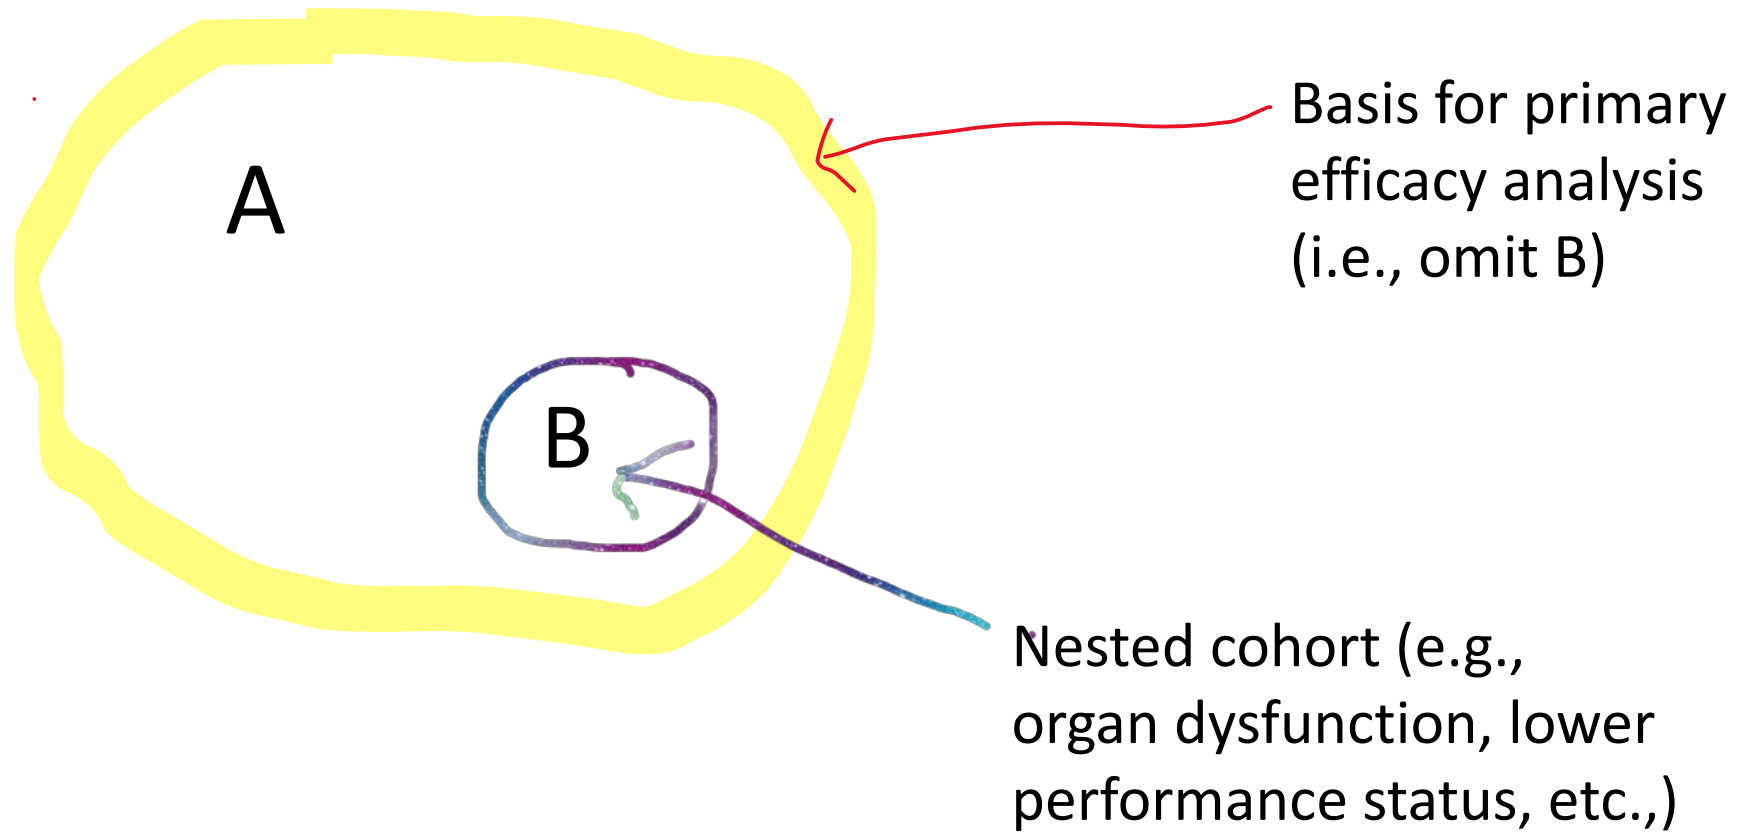 A
Basis for primary
efficacy analysis
(i.e., omit B)
B
Nested cohort (e.g.,
organ dysfunction, lower
performance status, etc.,)